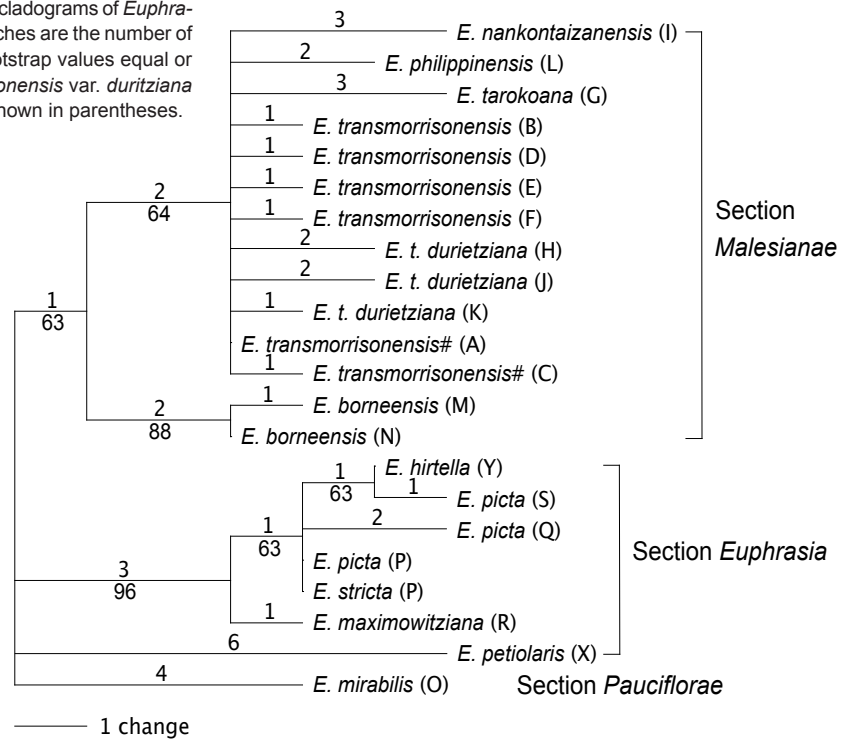 cladograms of Euphra-
ches are the number of
otstrap values equal or
onensis var. duritziana
hown in parentheses.
3
E. nankontaizanensis (I)
2
E. philippinensis (L)
3
E. tarokoana (G)
1
E. transmorrisonensis (B)
1
E. transmorrisonensis (D)
1
E. transmorrisonensis (E)
1
E. transmorrisonensis (F)
2
64
Section
Malesianae
2
E. t. durietziana (H)
2
E. t. durietziana (J)
1
E. t. durietziana (K)
1
63
E. transmorrisonensis# (A)
1
E. transmorrisonensis# (C)
1
E. borneensis (M)
2
88
E. borneensis (N)
E. hirtella (Y)
1
63
1
E. picta (S)
2
E. picta (Q)
1
63
Section Euphrasia
E. picta (P)
3
96
E. stricta (P)
1
E. maximowitziana (R)
6
E. petiolaris (X)
4
E. mirabilis (O)
Section Pauciflorae
1 change